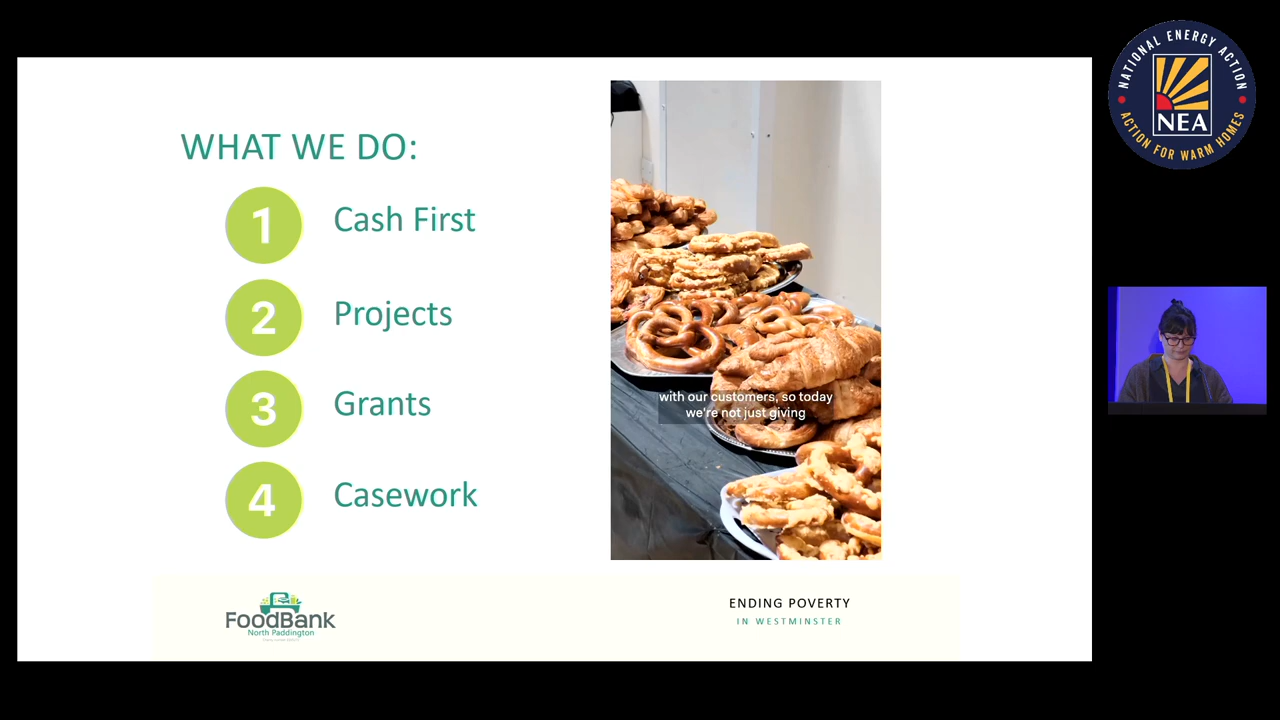 WHAT WE DO:
1 Cash First
2 Projects
3 Grants
4 Casework
with our customers, so today
we're not just giving
FoodBank
North Paddington
ENDING POVERTY
IN WESTMINSTER
NATIONAL ENERGY ACTION
NEA
ACTION FOR WARM HOMES